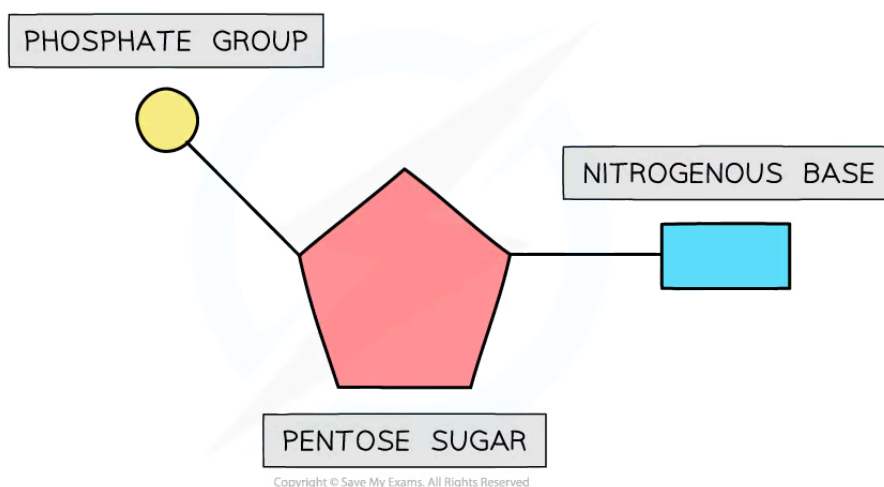 PHOSPHATE GROUP
NITROGENOUS BASE
PENTOSE SUGAR
Copyright © Save My Exams. All Rights Reserved